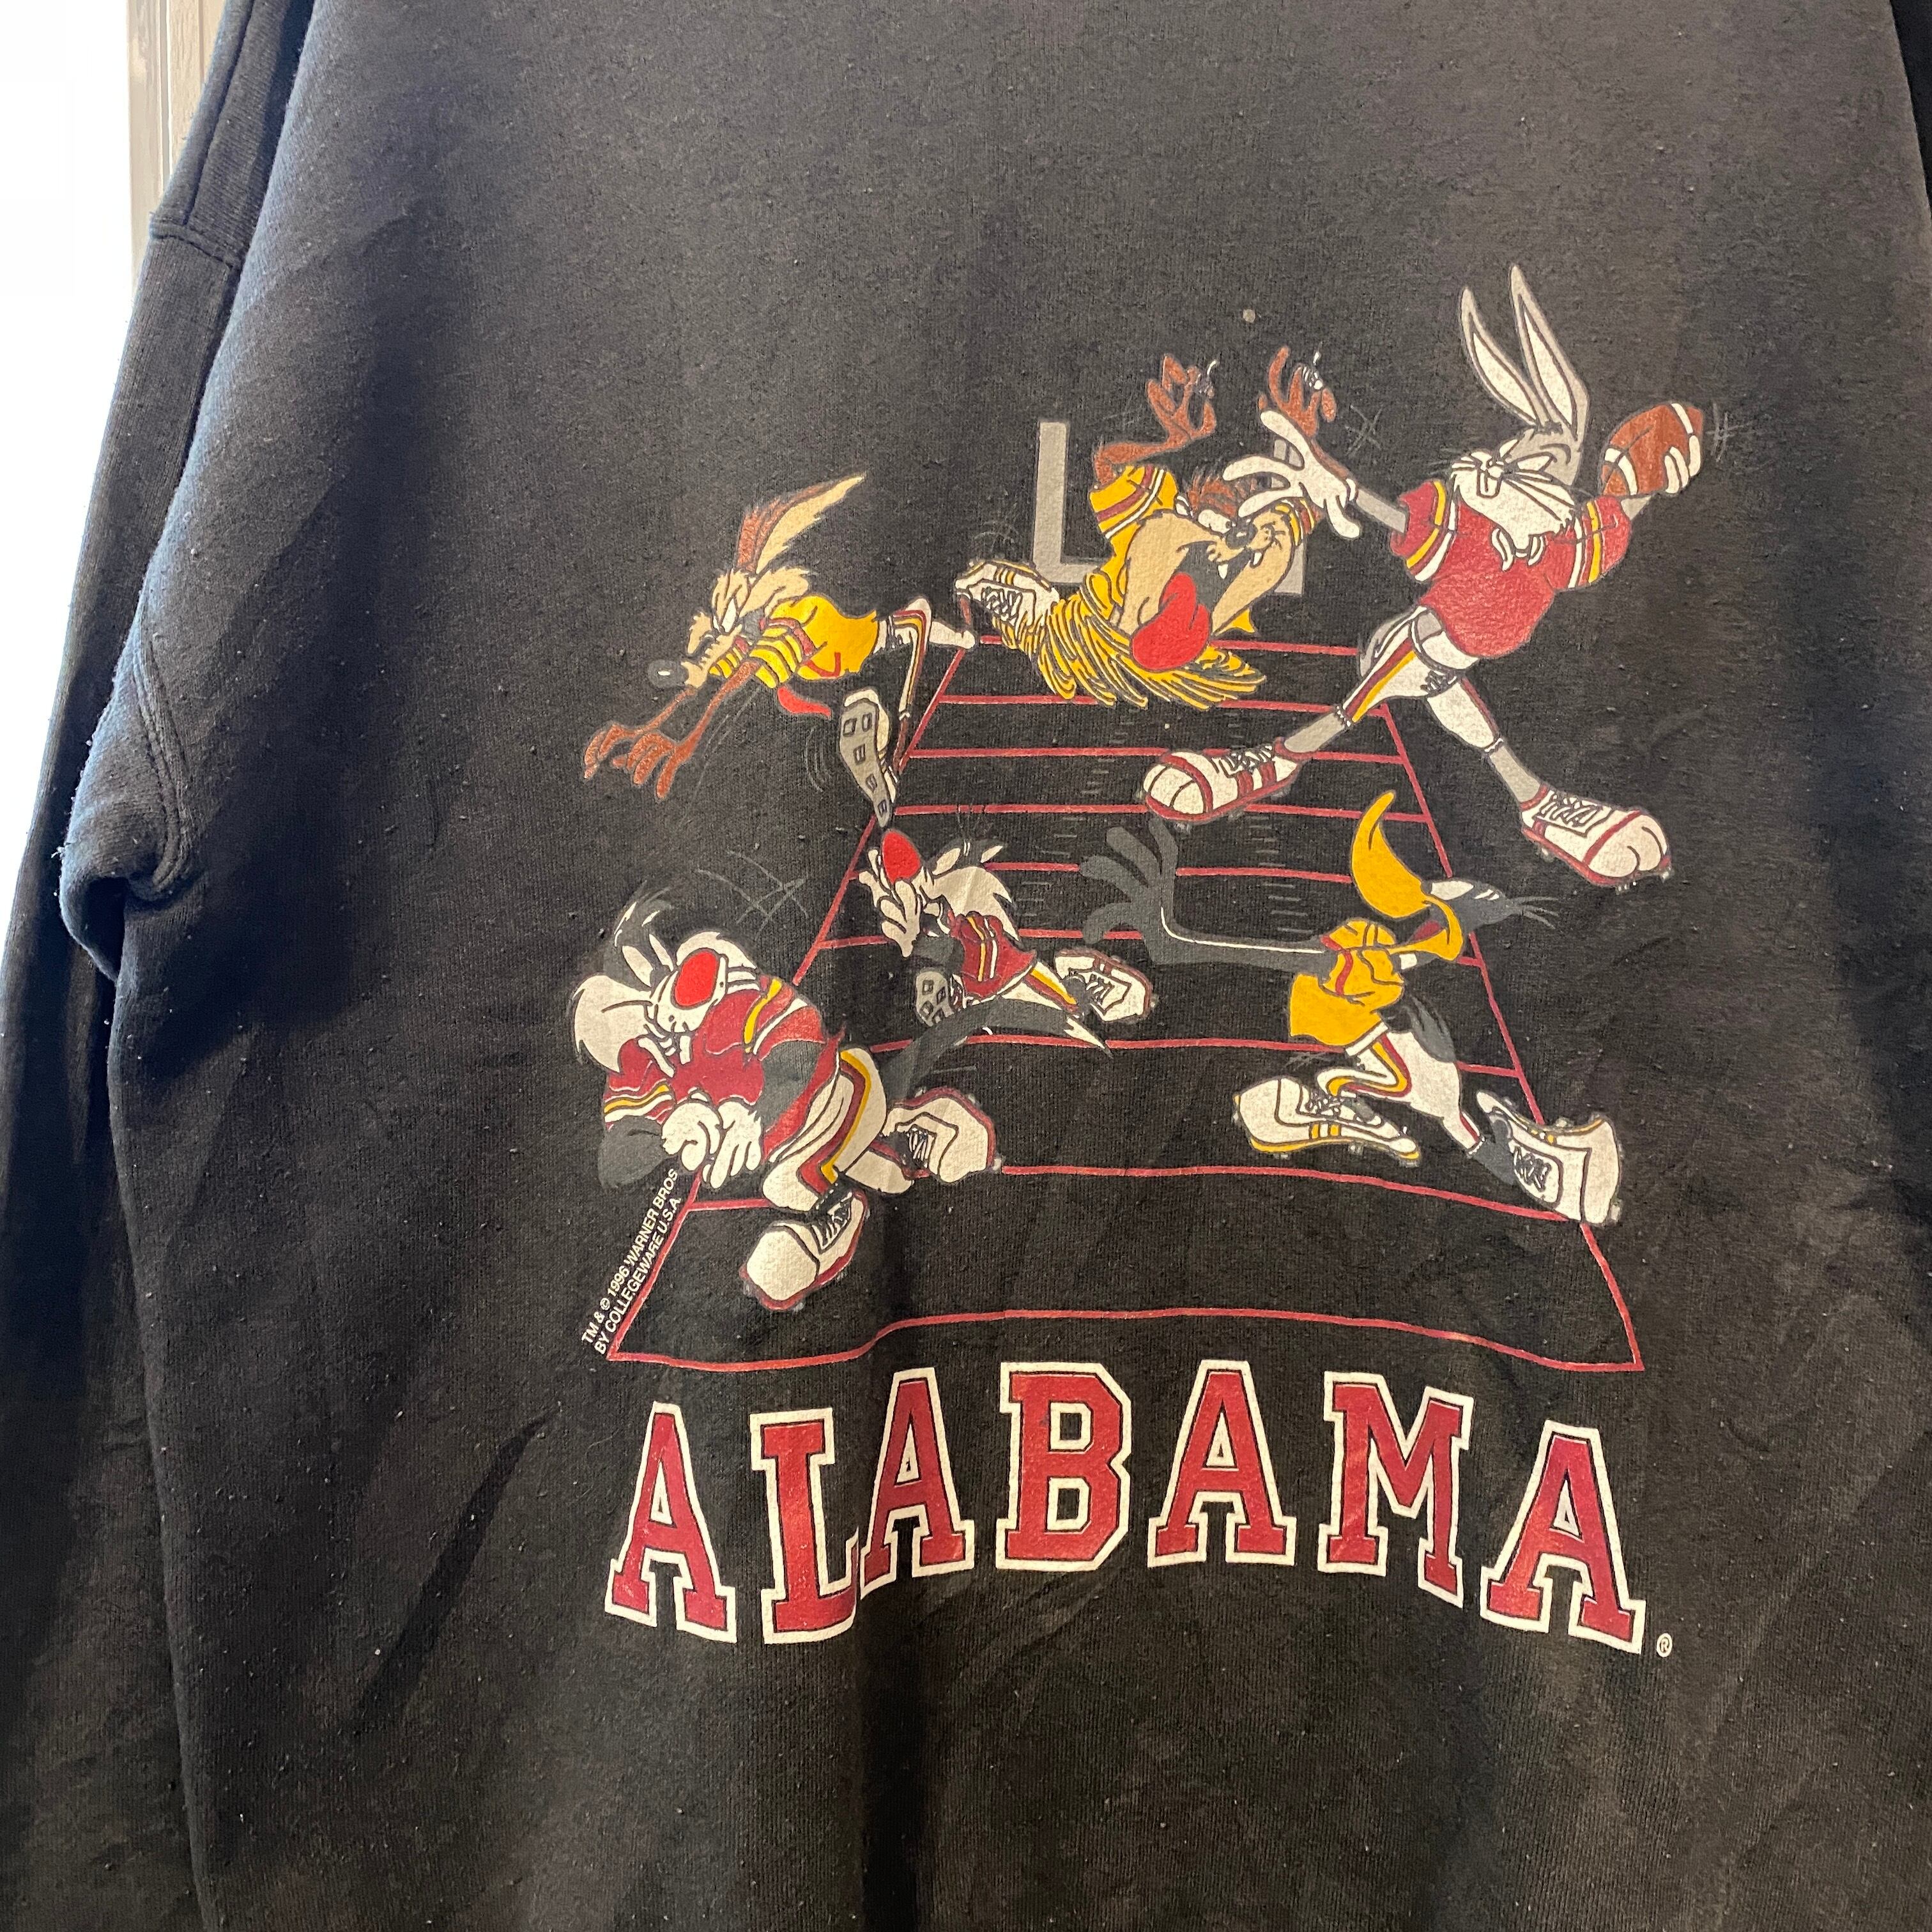 TM & © 1996 WARNER BROS
BY COLLEGEWARE U.S.A.
ALABAMA®